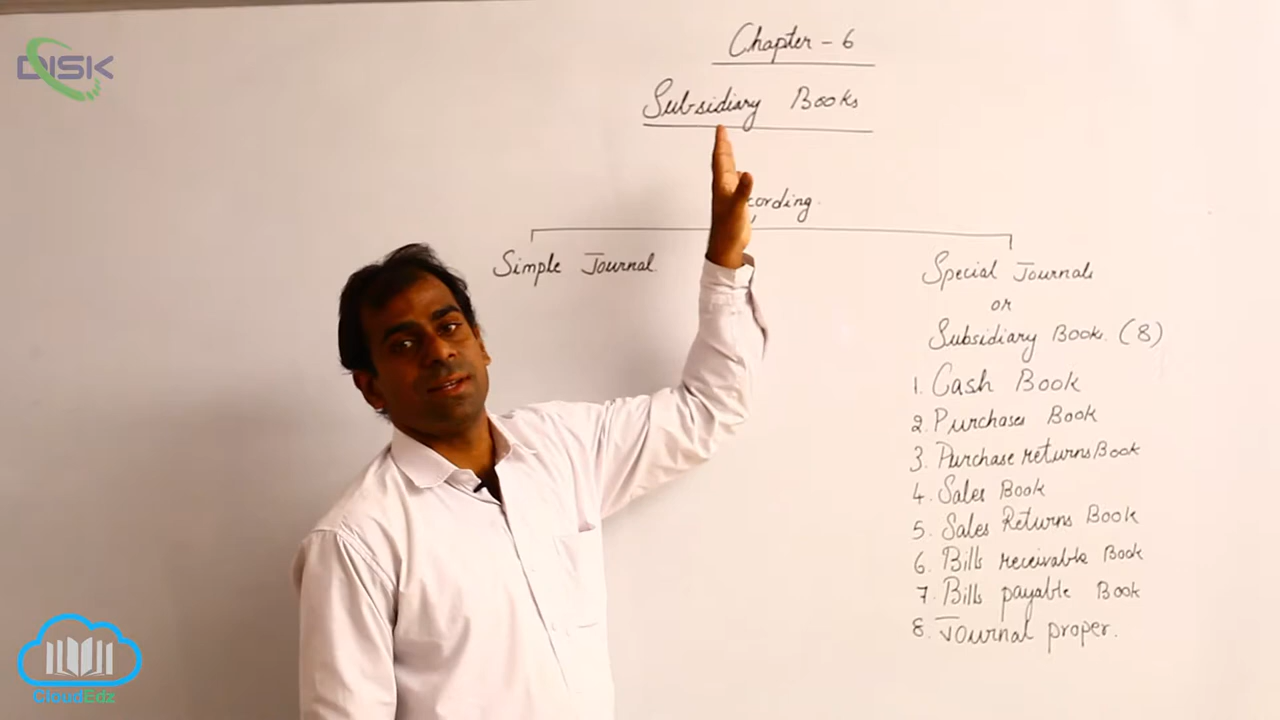 DISK
Chapter - 6
Subsidiary Books
cording.
Simple Journal.
Special Journals
or
Subsidiary Books. (8)
1. Cash Book
2. Purchases Book
3. Purchase returns Book
4. Sales Book
5. Sales Returns Book
6. Bills receivable Book
7. Bills payable Book
8. Journal proper.
CloudEdz